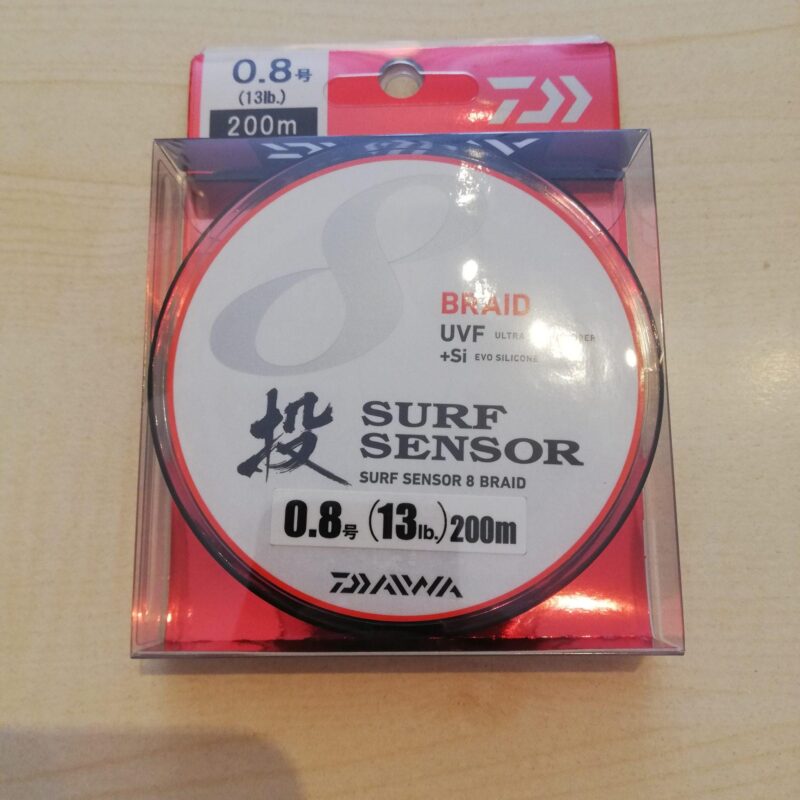 0.8号
(13lb.)
200m
8
BRAID
UVF ULTRA
+Si EVO SILICONE
投 SURF
SENSOR
SURF SENSOR 8 BRAID
0.8号 (13lb.) 200m
DAIWA